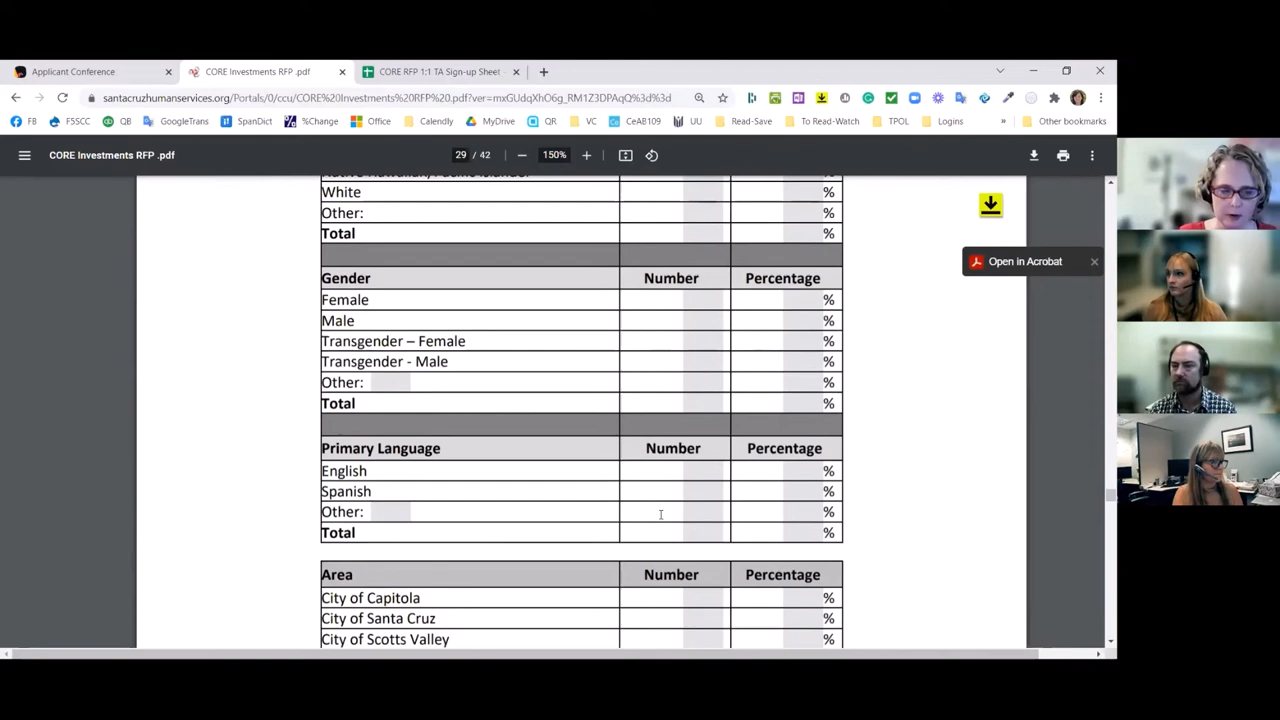 Applicant Conference
CORE Investments RFP .pdf
CORE RFP 1:1 TA Sign-up Sheet -
santacruzhumanservices.org/Portals/0/ccu/CORE%20Investments%20RFP%20.pdf?ver=mxGUdqXhO6g_RM1Z3DPAqQ%3d%3d
FB F5SCC QB GoogleTrans SpanDict %Change Office Calendly MyDrive QR VC CeAB109 UU Read-Save To Read-Watch TPOL Logins » Other bookmarks
CORE Investments RFP .pdf
29 / 42
150%
White %
Other: %
Total %
Open in Acrobat
Gender Number Percentage
Female %
Male %
Transgender – Female %
Transgender - Male %
Other: %
Total %
Primary Language Number Percentage
English %
Spanish %
Other: %
Total %
Area Number Percentage
City of Capitola %
City of Santa Cruz %
City of Scotts Valley %